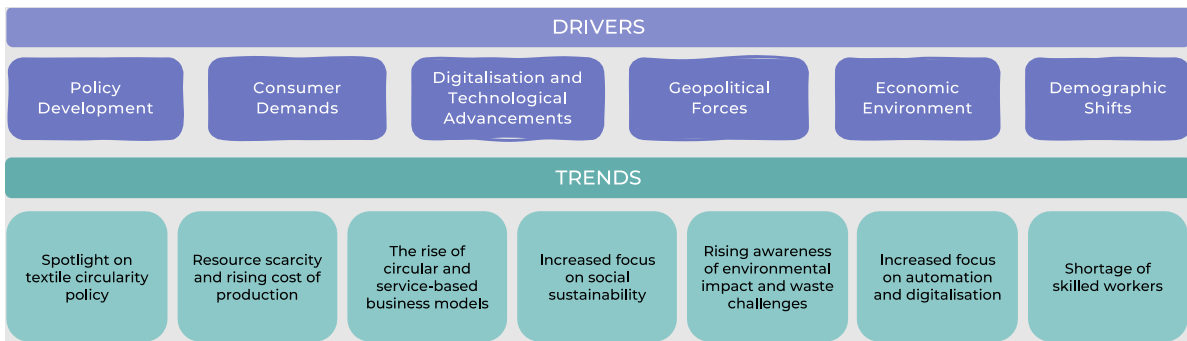 DRIVERS
Policy
Development
Consumer
Demands
Digitalisation and
Technological
Advancements
Geopolitical
Forces
Economic
Environment
Demographic
Shifts
TRENDS
Spotlight on
textile circularity
policy
Resource scarcity
and rising cost of
production
The rise of
circular and
service-based
business models
Increased focus
on social
sustainability
Rising awareness
of environmental
impact and waste
challenges
Increased focus
on automation
and digitalisation
Shortage of
skilled workers